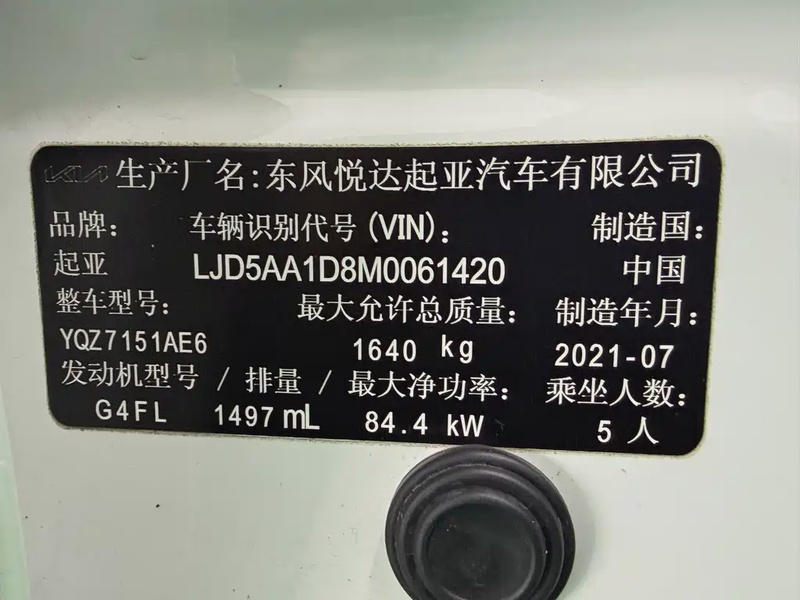 KIA 生产厂名:东风悦达起亚汽车有限公司
品牌: 车辆识别代号(VIN): 制造国:
起亚 LJD5AA1D8M0061420 中国
整车型号: 最大允许总质量: 制造年月:
YQZ7151AE6 1640 kg 2021-07
发动机型号 / 排量 / 最大净功率: 乘坐人数:
G4FL 1497 mL 84.4 kW 5 人